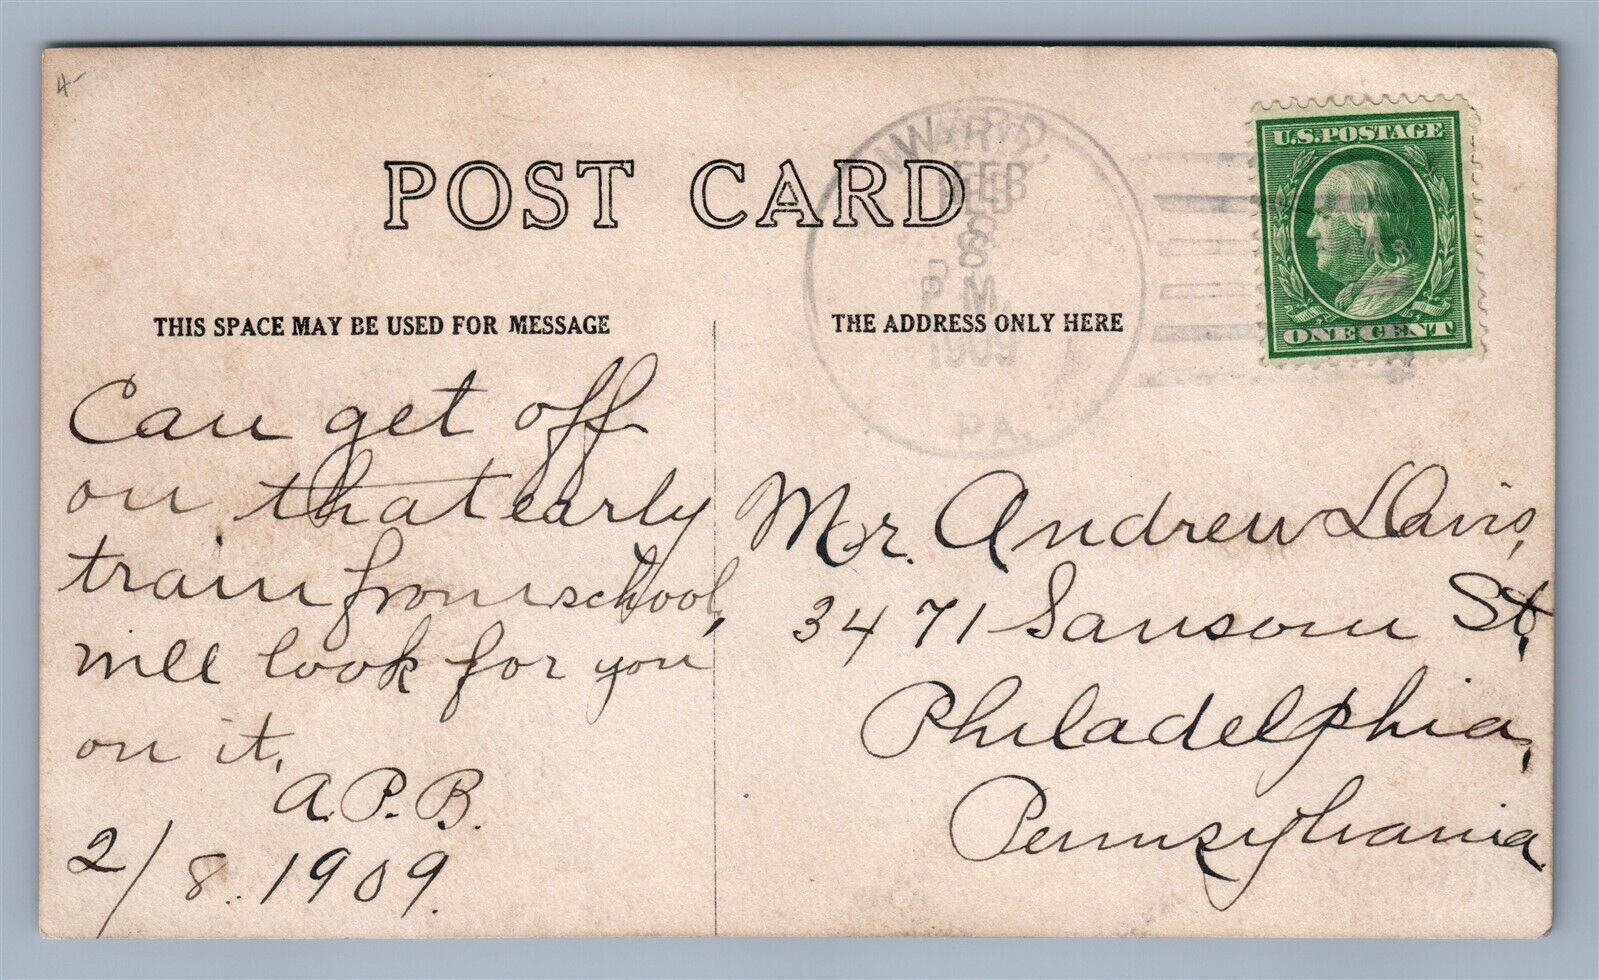 4-
POST CARD
THIS SPACE MAY BE USED FOR MESSAGE
THE ADDRESS ONLY HERE
WARD,
FEB
8
P.M.
1909
PA.
U.S. POSTAGE
ONE CENT
Can get off
on that early
train from school,
will look for you
on it,
A.P.B.
2/8. 1909.
Mr. Andrew Davis,
3471 Sansom St,
Philadelphia,
Pennsylvania